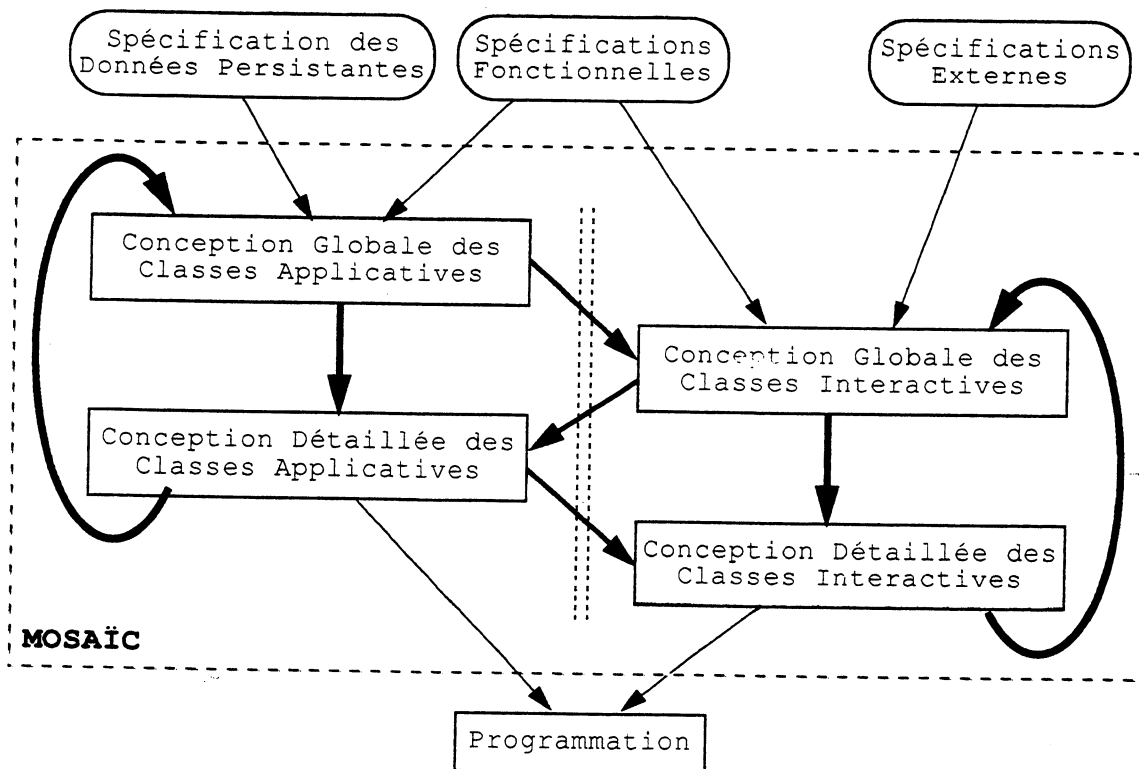 Spécification des
Données Persistantes
Spécifications
Fonctionnelles
Spécifications
Externes
Conception Globale des
Classes Applicatives
Conception Globale des
Classes Interactives
Conception Détaillée des
Classes Applicatives
Conception Détaillée des
Classes Interactives
MOSAÏC
Programmation